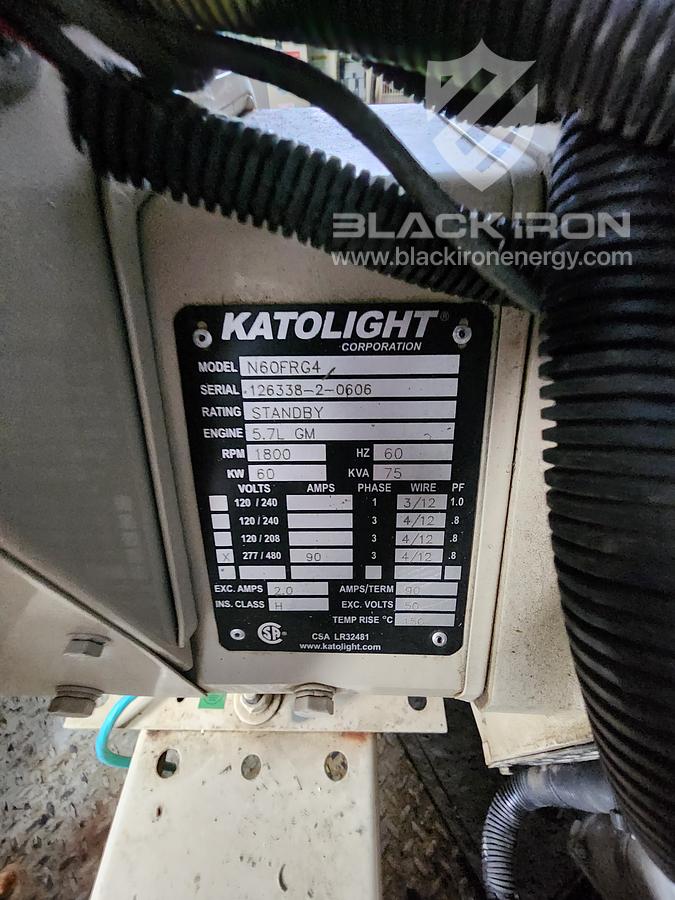 BLACK IRON
www.blackironenergy.com
KATOLIGHT®
CORPORATION
MODEL N60FRG4
SERIAL 126338-2-0606
RATING STANDBY
ENGINE 5.7L GM
RPM 1800 HZ 60
KW 60 KVA 75
VOLTS AMPS PHASE WIRE PF
120 / 240 1 3/12 1.0
120 / 240 3 4/12 .8
120 / 208 3 4/12 .8
X 277 / 480 90 3 4/12 .8
EXC. AMPS 2.0 AMPS/TERM 90
INS. CLASS H EXC. VOLTS 50
TEMP RISE °C 150
CSA LR32481
www.katolight.com